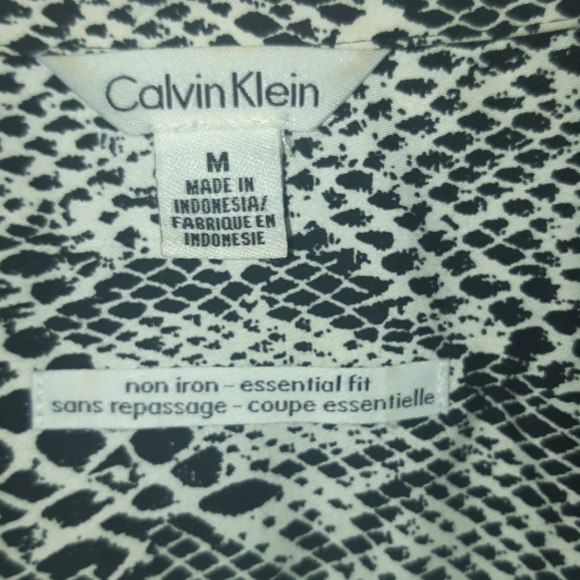 Calvin Klein
M
MADE IN
INDONESIA/
FABRIQUE EN
INDONESIE
non iron - essential fit
sans repassage - coupe essentielle